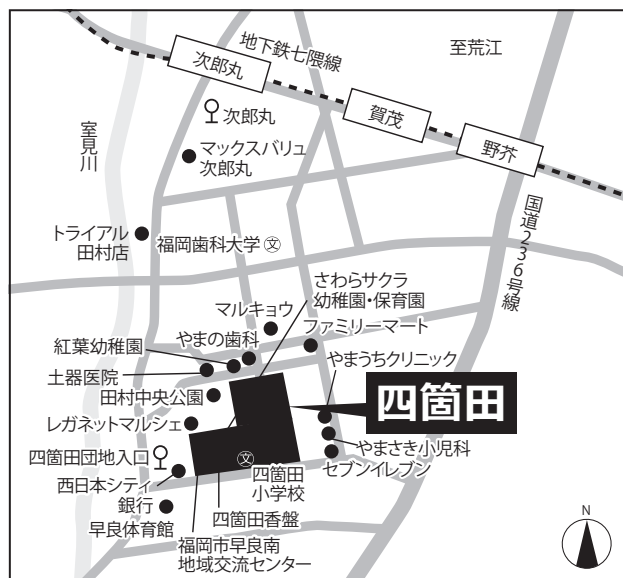 地下鉄七隈線
至荒江
次郎丸
賀茂
野芥
次郎丸
室見川
マックスバリュ
次郎丸
国道236号線
トライアル
田村店
福岡歯科大学
文
さわらサクラ
幼稚園・保育園
マルキョウ
ファミリーマート
やまの歯科
紅葉幼稚園
やまうちクリニック
土器医院
田村中央公園
四箇田
レガネットマルシェ
やまさき小児科
四箇田団地入口
セブンイレブン
文
四箇田
小学校
西日本シティ
銀行
四箇田香盤
早良体育館
福岡市早良南
地域交流センター
N